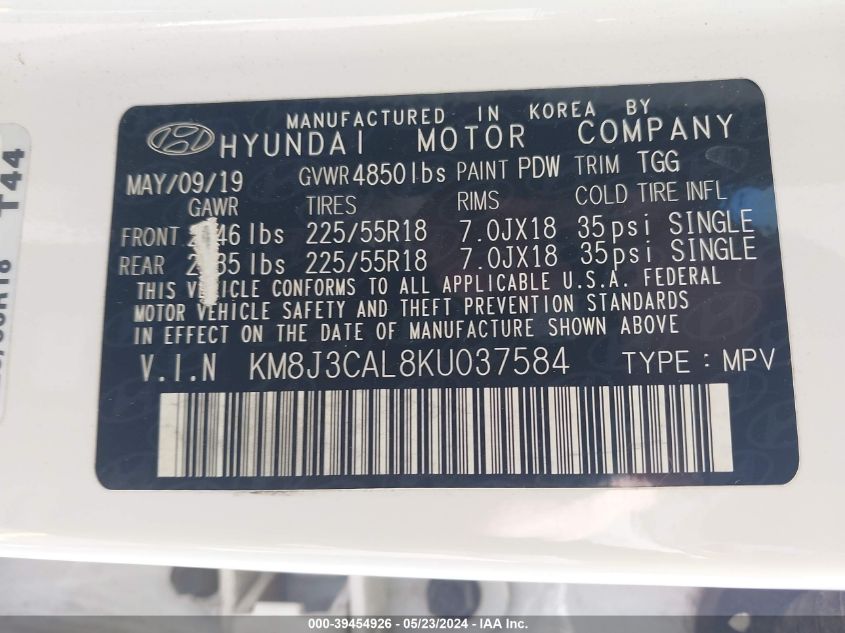 MANUFACTURED IN KOREA BY
HYUNDAI MOTOR COMPANY
MAY/09/19 GVWR 4850lbs PAINT PDW TRIM TGG
GAWR TIRES RIMS COLD TIRE INFL
FRONT lbs 225/55R18 7.0JX18 35psi SINGLE
REAR lbs 225/55R18 7.0JX18 35psi SINGLE
THIS VEHICLE CONFORMS TO ALL APPLICABLE U.S.A. FEDERAL
MOTOR VEHICLE SAFETY AND THEFT PREVENTION STANDARDS
IN EFFECT ON THE DATE OF MANUFACTURE SHOWN ABOVE
V.I.N KM8J3CAL8KU037584 TYPE : MPV
T44
000-39454926 - 05/23/2024 - IAA Inc.